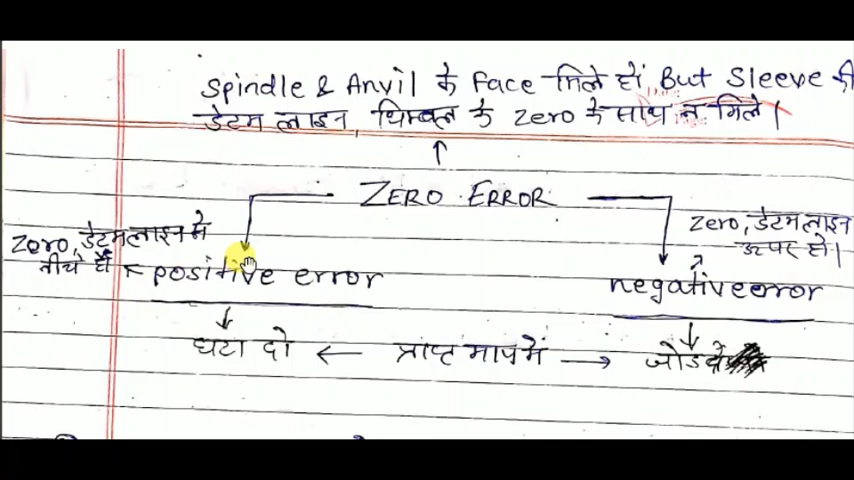 Spindle & Anvil के Face मिले हों But Sleeve की
डेटम लाइन, थिम्बल के Zero के साथ न मिले।
ZERO ERROR
Zero, डेटम लाइन से
नीचे हो
Zero, डेटम लाइन
ऊपर हो।
positive error
negative error
घटा दो ← प्राप्त माप में → जोड दें